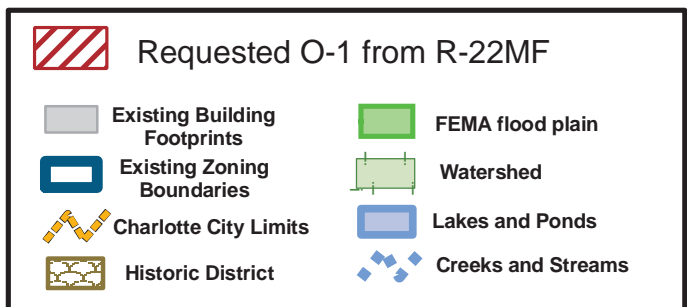 Requested O-1 from R-22MF
Existing Building
Footprints
Existing Zoning
Boundaries
Charlotte City Limits
Historic District
FEMA flood plain
Watershed
Lakes and Ponds
Creeks and Streams